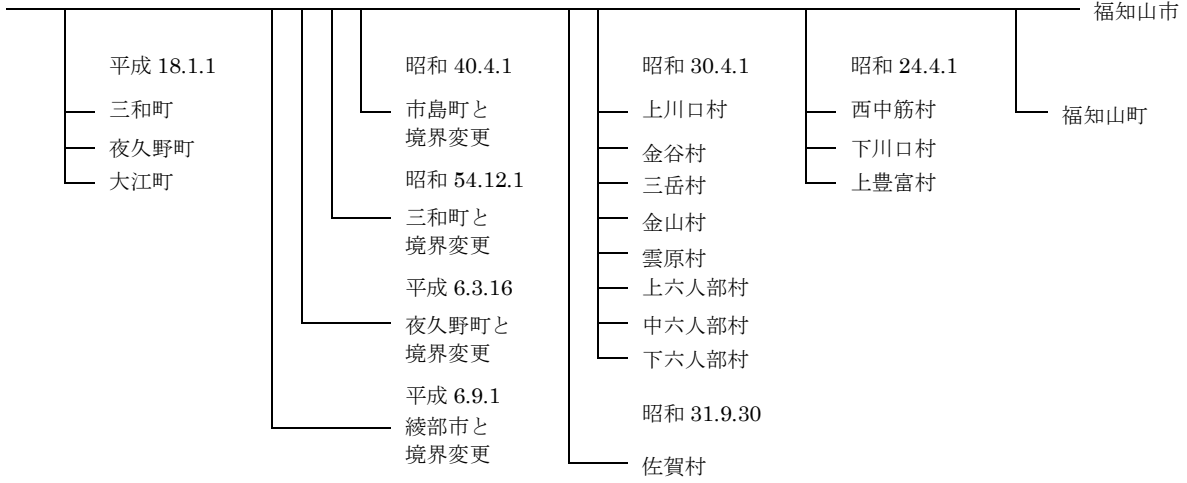 福知山市
平成 18.1.1
三和町
夜久野町
大江町
昭和 40.4.1
市島町と
境界変更
昭和 54.12.1
三和町と
境界変更
平成 6.3.16
夜久野町と
境界変更
平成 6.9.1
綾部市と
境界変更
昭和 30.4.1
上川口村
金谷村
三岳村
金山村
雲原村
上六人部村
中六人部村
下六人部村
昭和 31.9.30
佐賀村
昭和 24.4.1
西中筋村
下川口村
上豊富村
福知山町